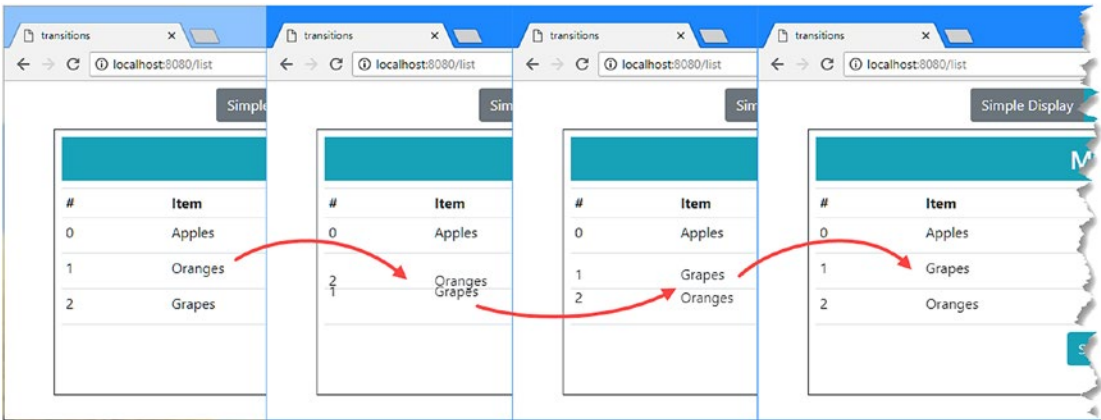 transitions
localhost:8080/list
Simple
# Item
0 Apples
1 Oranges
2 Grapes
transitions
localhost:8080/list
Sim
# Item
0 Apples
2 Oranges
1 Grapes
transitions
localhost:8080/list
Sim
# Item
0 Apples
1 Grapes
2 Oranges
transitions
localhost:8080/list
Simple Display
M
# Item
0 Apples
1 Grapes
2 Oranges
S